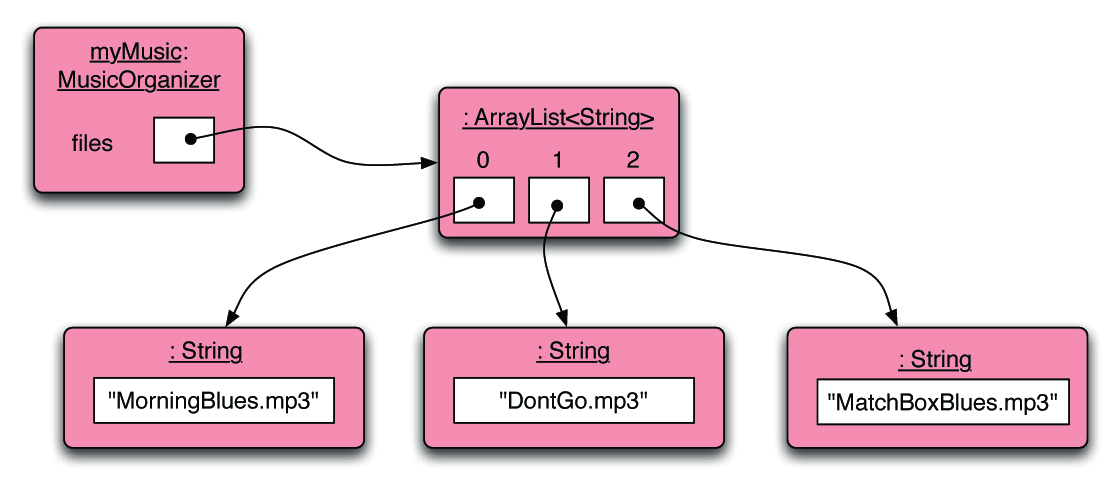 myMusic:
MusicOrganizer
files
: ArrayList<String>
0 1 2
: String
"MorningBlues.mp3"
: String
"DontGo.mp3"
: String
"MatchBoxBlues.mp3"